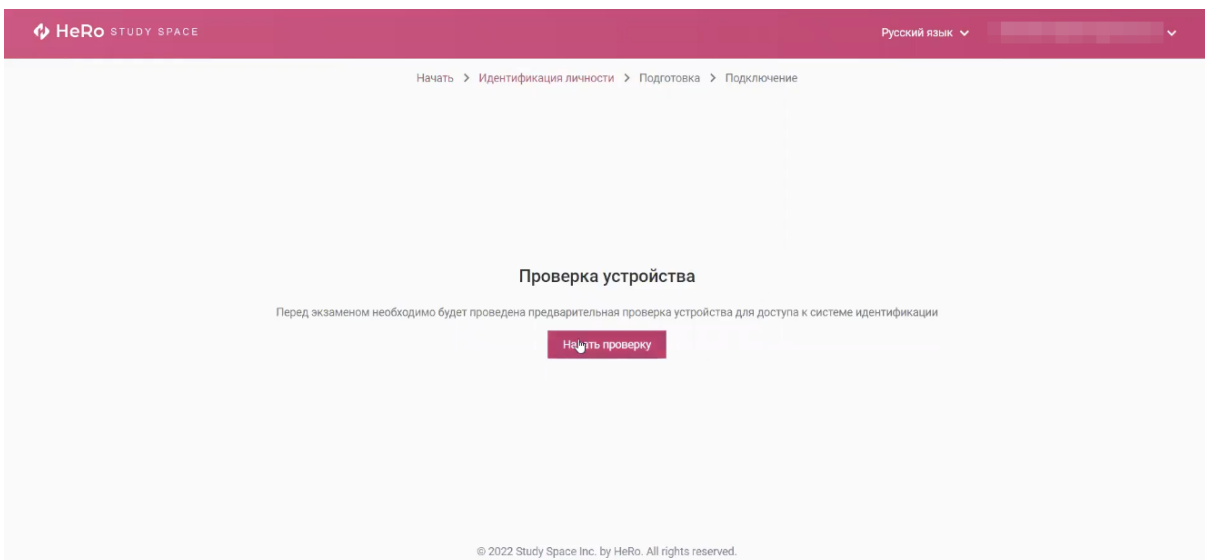 HeRo STUDY SPACE
Русский язык
Начать > Идентификация личности > Подготовка > Подключение
Проверка устройства
Перед экзаменом необходимо будет проведена предварительная проверка устройства для доступа к системе идентификации
Начать проверку
© 2022 Study Space Inc. by HeRo. All rights reserved.